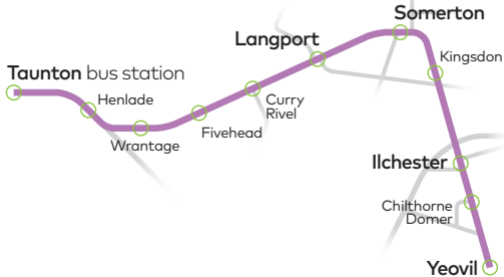 Somerton
Langport
Kingsdon
Taunton bus station
Henlade
Curry
Rivel
Fivehead
Wrantage
Ilchester
Chilthorne
Domer
Yeovil